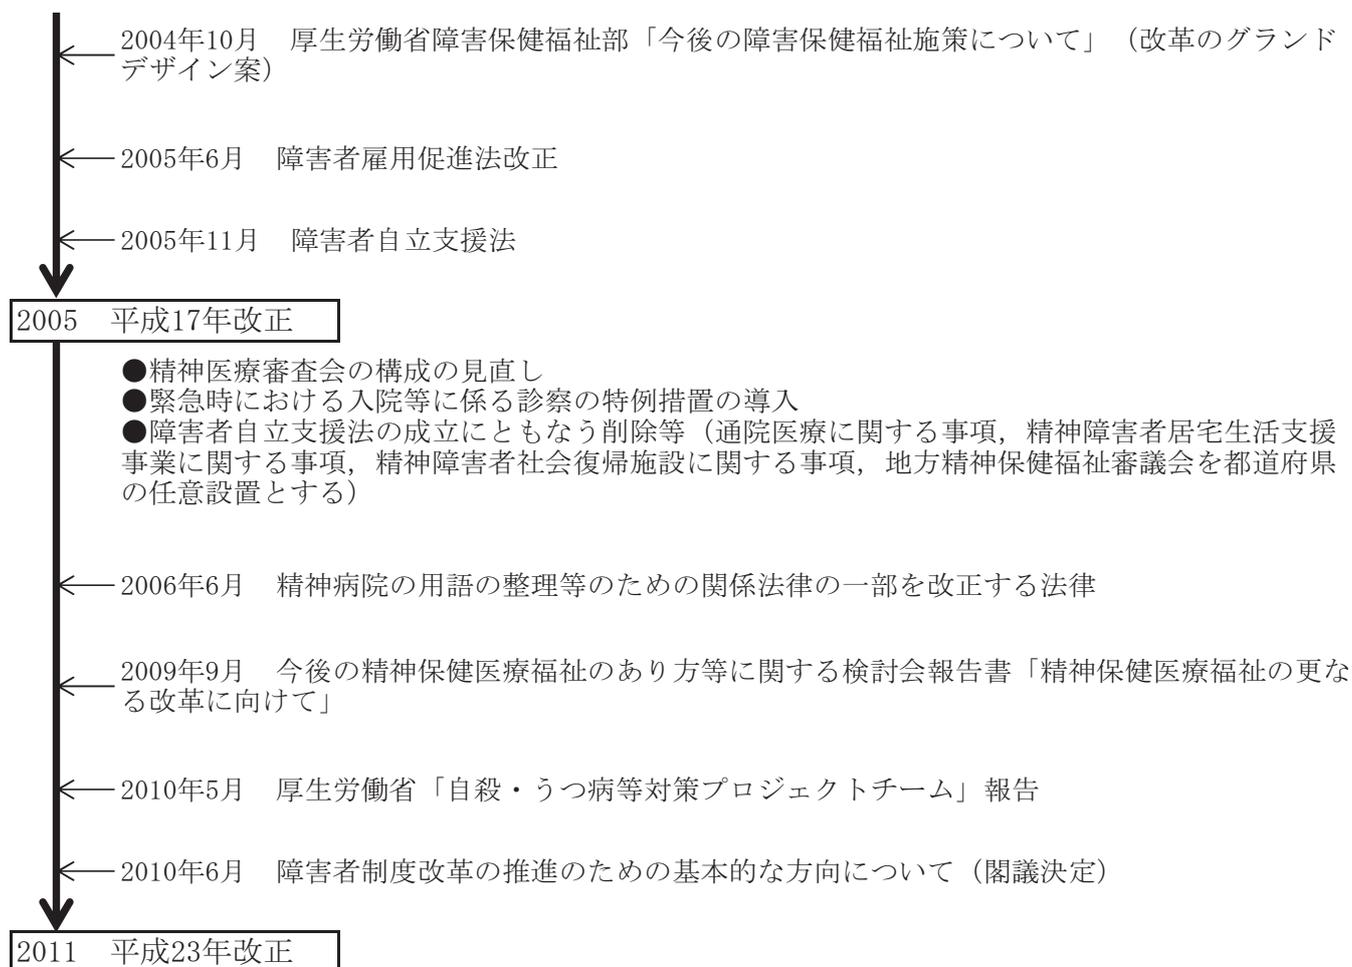 2004年10月　厚生労働省障害保健福祉部「今後の障害保健福祉施策について」（改革のグランド
デザイン案）
2005年6月　障害者雇用促進法改正
2005年11月　障害者自立支援法
2005　平成17年改正
●精神医療審査会の構成の見直し
●緊急時における入院等に係る診察の特例措置の導入
●障害者自立支援法の成立にともなう削除等（通院医療に関する事項，精神障害者居宅生活支援
事業に関する事項，精神障害者社会復帰施設に関する事項，地方精神保健福祉審議会を都道府県
の任意設置とする）
2006年6月　精神病院の用語の整理等のための関係法律の一部を改正する法律
2009年9月　今後の精神保健医療福祉のあり方等に関する検討会報告書「精神保健医療福祉の更な
る改革に向けて」
2010年5月　厚生労働省「自殺・うつ病等対策プロジェクトチーム」報告
2010年6月　障害者制度改革の推進のための基本的な方向について（閣議決定）
2011　平成23年改正